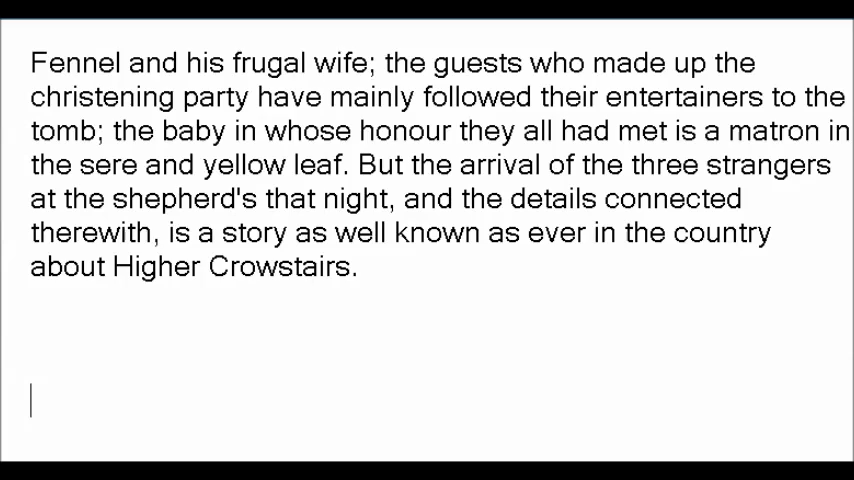 Fennel and his frugal wife; the guests who made up the
christening party have mainly followed their entertainers to the
tomb; the baby in whose honour they all had met is a matron in
the sere and yellow leaf. But the arrival of the three strangers
at the shepherd's that night, and the details connected
therewith, is a story as well known as ever in the country
about Higher Crowstairs.